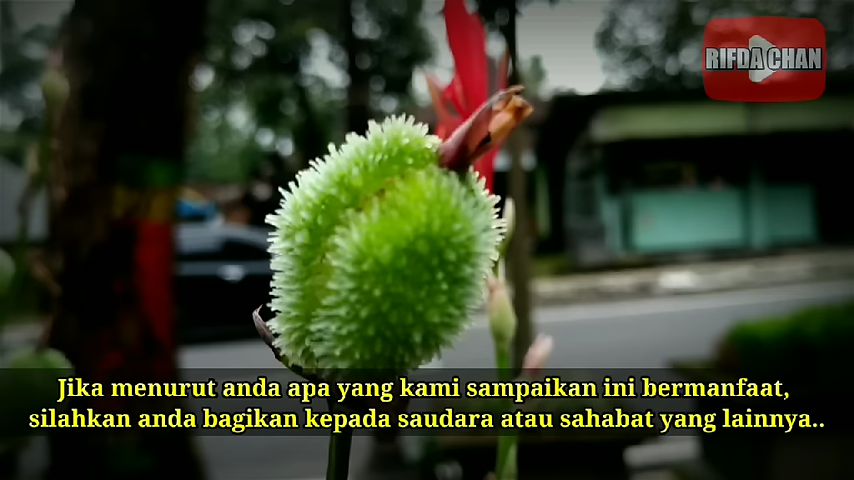 RIFDA CHAN
Jika menurut anda apa yang kami sampaikan ini bermanfaat,
silahkan anda bagikan kepada saudara atau sahabat yang lainnya..